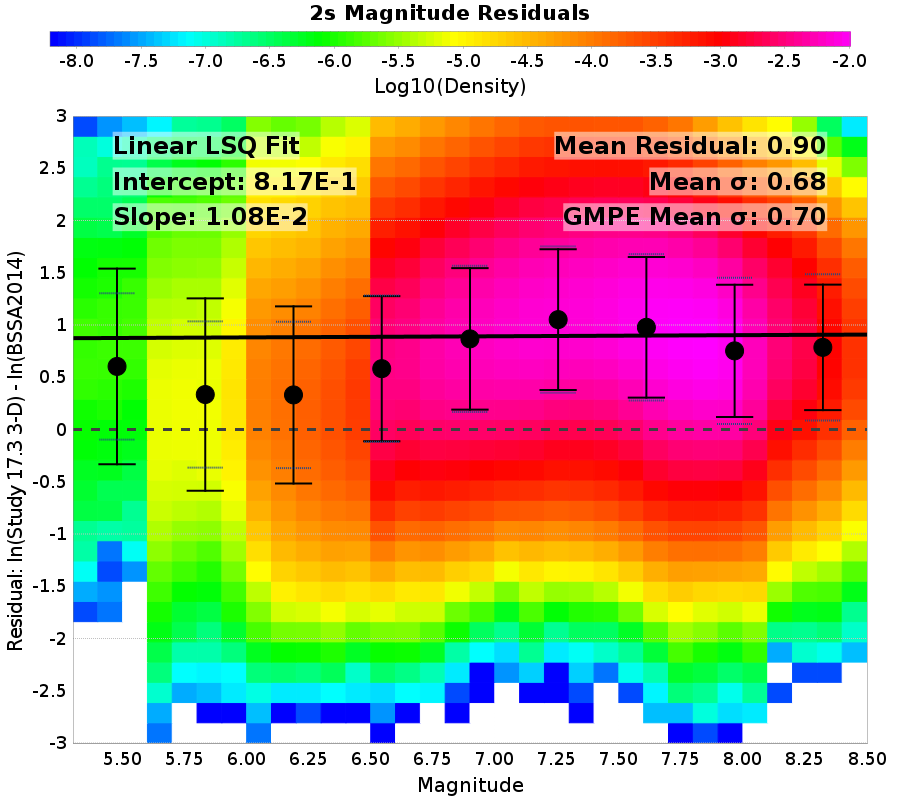 2s Magnitude Residuals
-8.0 -7.5 -7.0 -6.5 -6.0 -5.5 -5.0 -4.5 -4.0 -3.5 -3.0 -2.5 -2.0
Log10(Density)
Linear LSQ Fit
Intercept: 8.17E-1
Slope: 1.08E-2
Mean Residual: 0.90
Mean σ: 0.68
GMPE Mean σ: 0.70
Residual: ln(Study 17.3 3-D) - ln(BSSA2014)
3
2.5
2
1.5
1
0.5
0
-0.5
-1
-1.5
-2
-2.5
-3
5.50 5.75 6.00 6.25 6.50 6.75 7.00 7.25 7.50 7.75 8.00 8.25 8.50
Magnitude